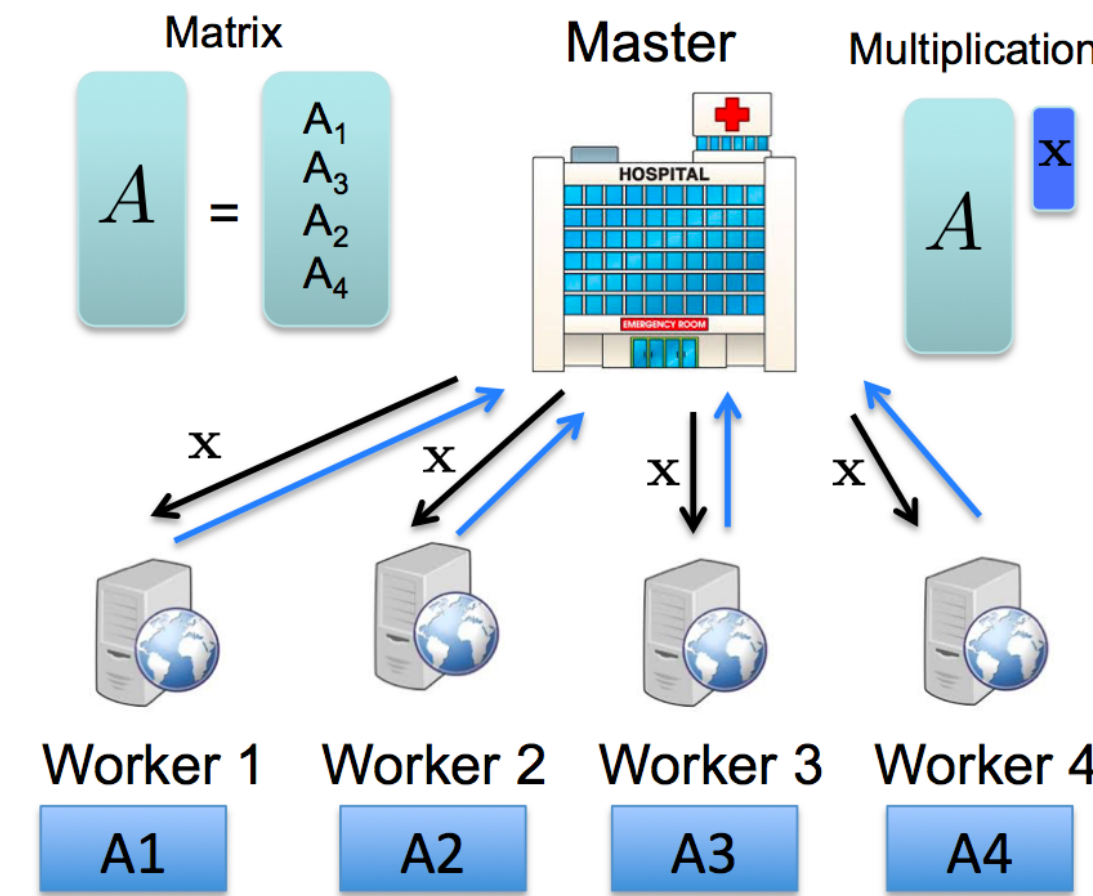 Matrix
Master
Multiplication
A
=
A₁
A₃
A₂
A₄
HOSPITAL
EMERGENCY ROOM
A
x
x
x
x
x
Worker 1
Worker 2
Worker 3
Worker 4
A1
A2
A3
A4